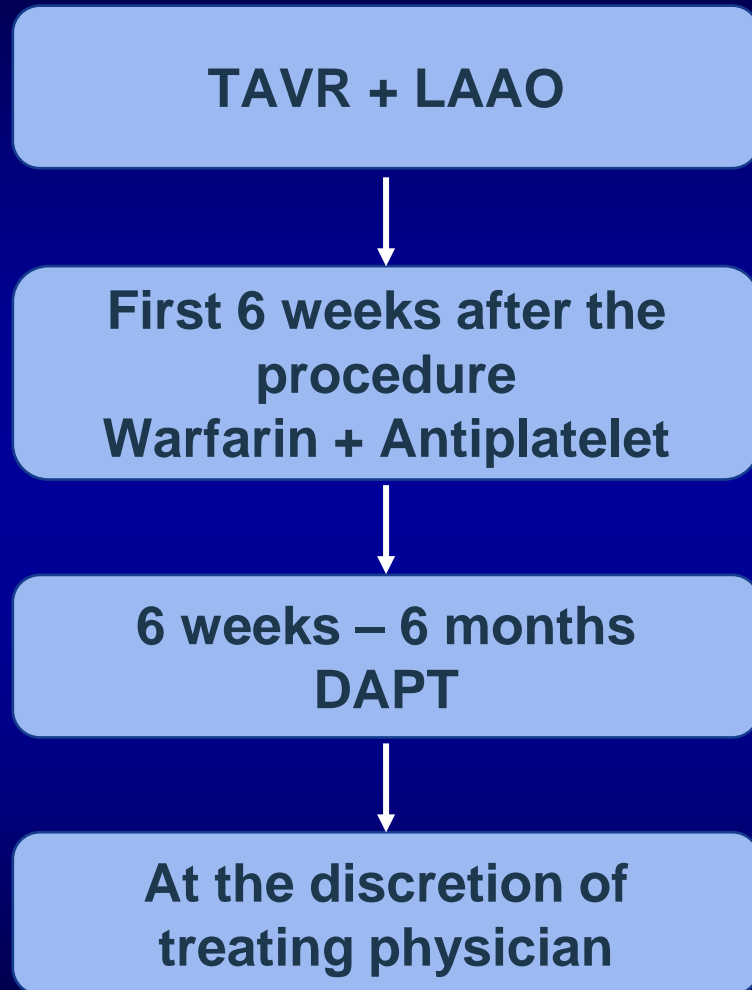 TAVR + LAAO
First 6 weeks after the
procedure
Warfarin + Antiplatelet
6 weeks – 6 months
DAPT
At the discretion of
treating physician